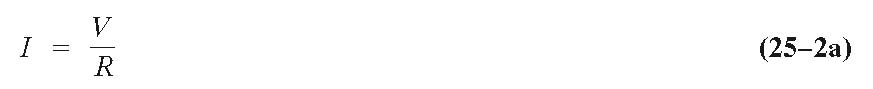 I = V/R (25–2a)